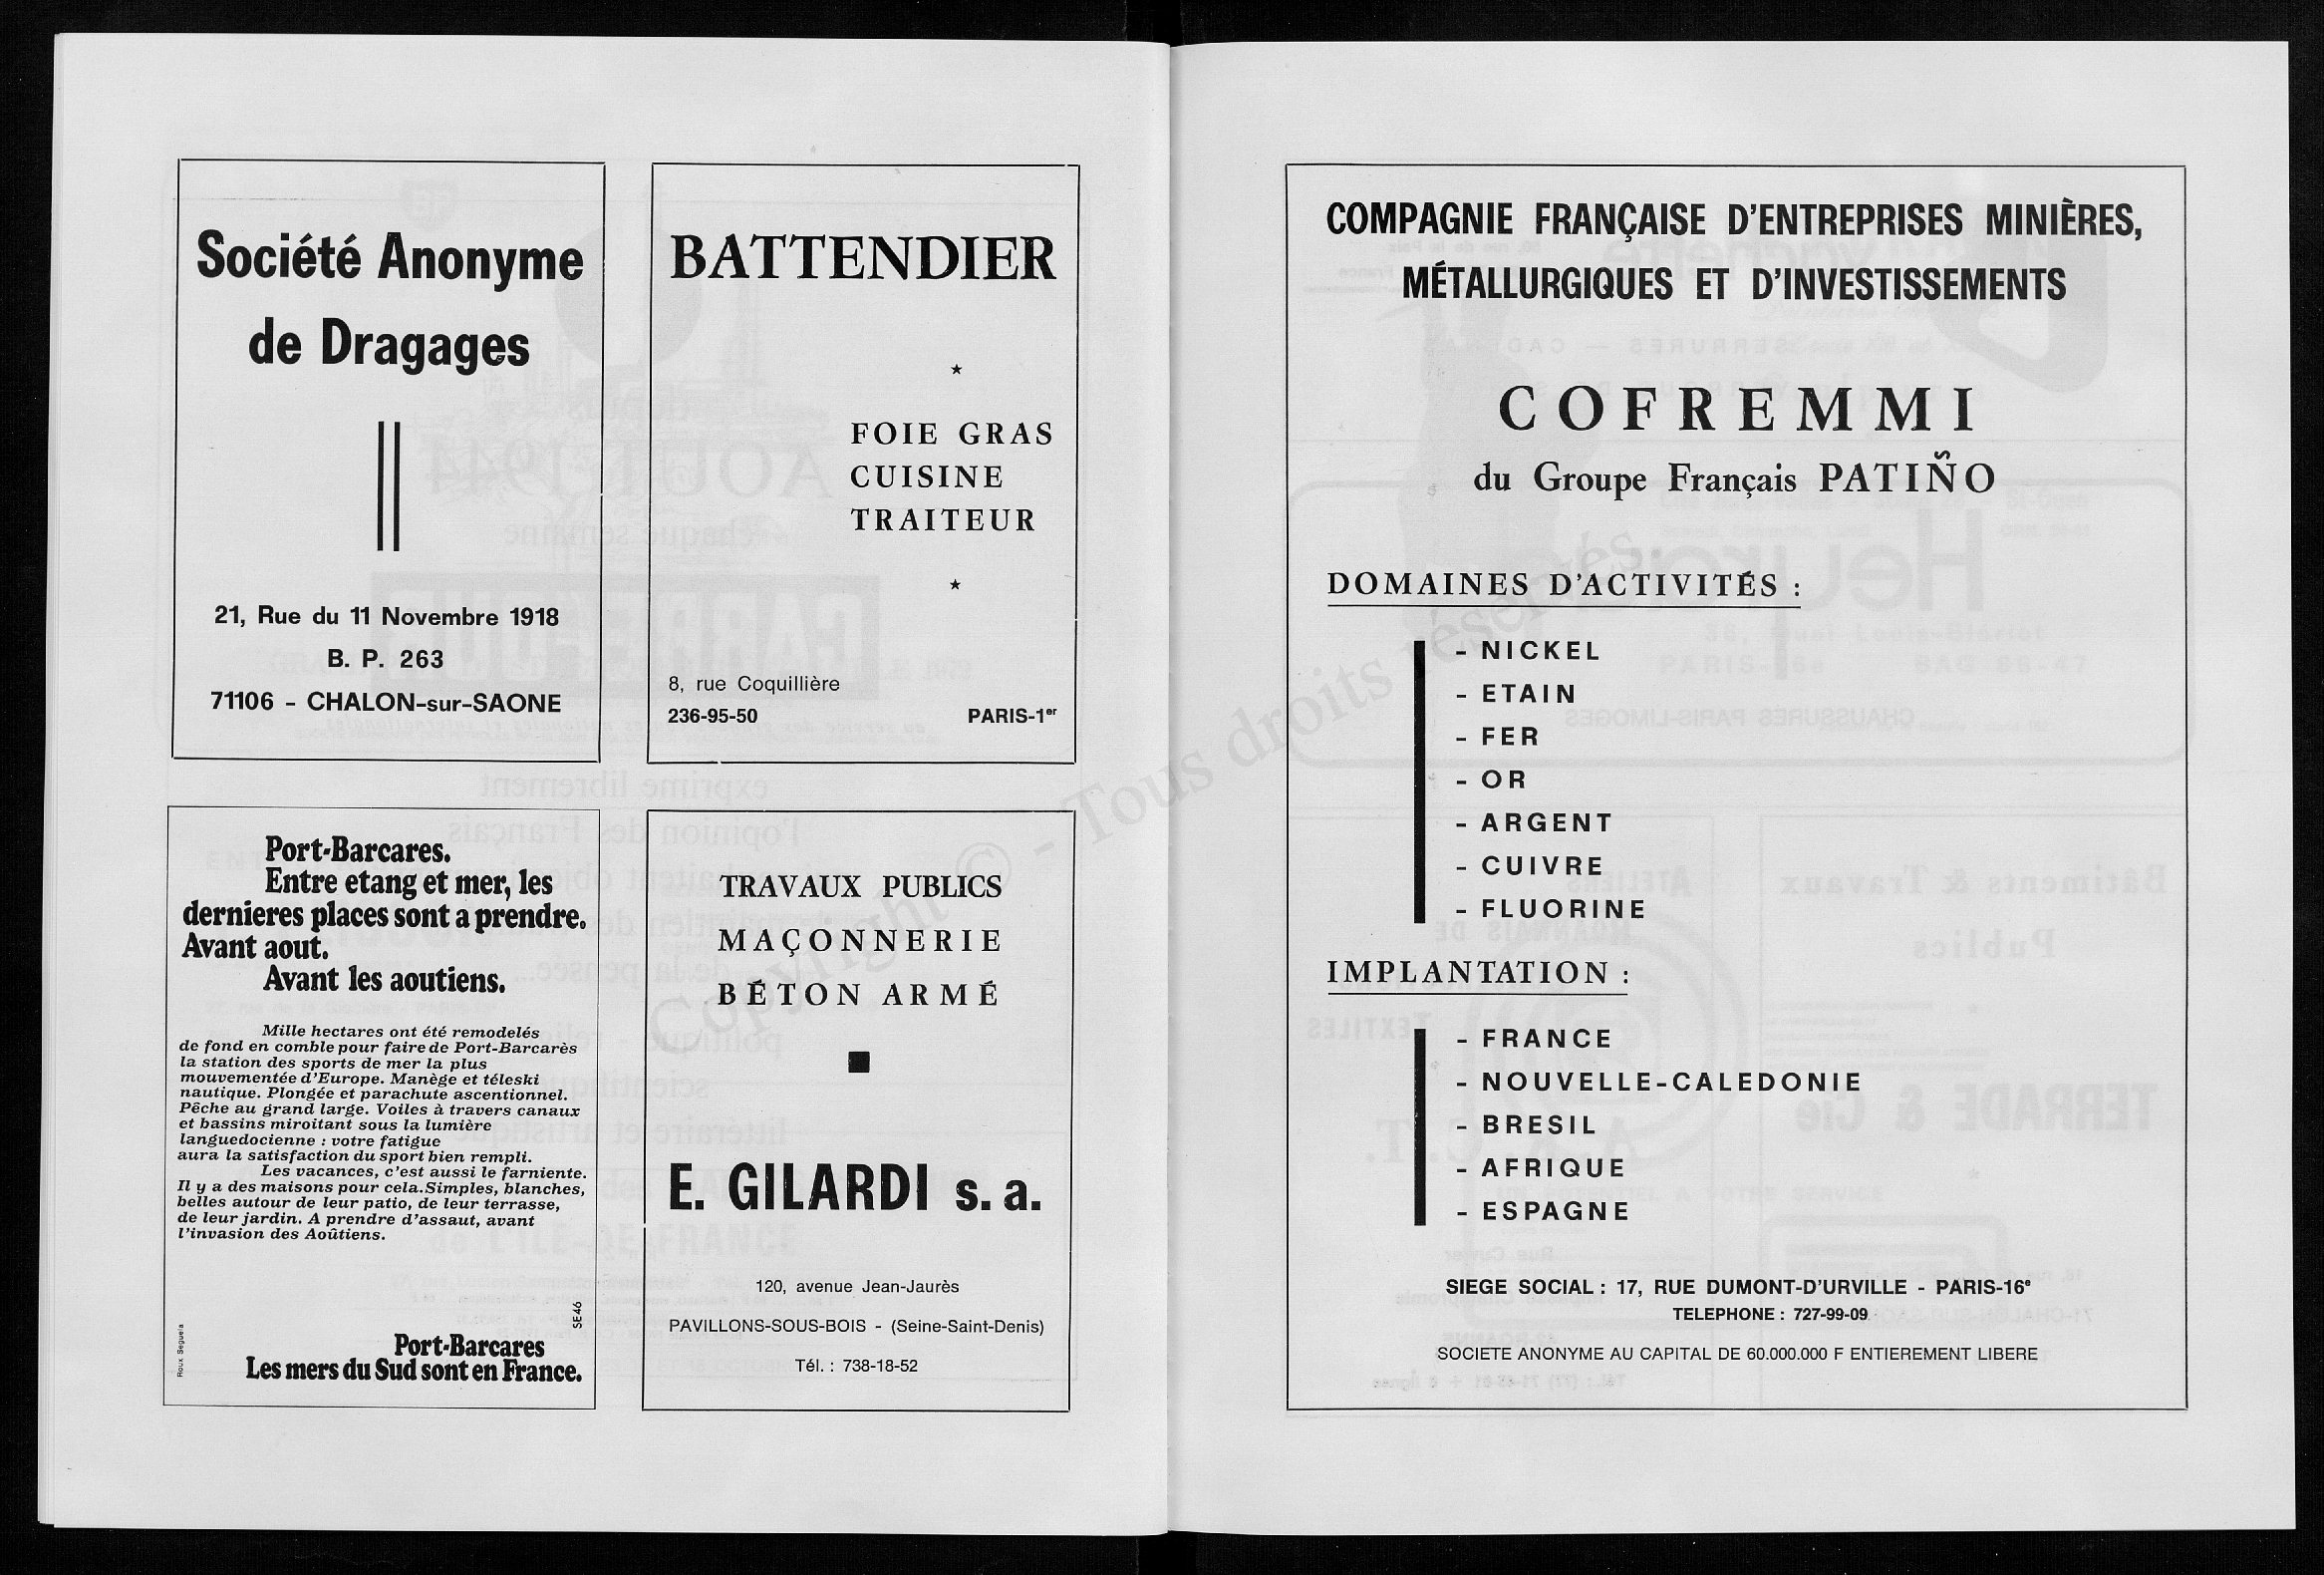 Société Anonyme
de Dragages
21, Rue du 11 Novembre 1918
B. P. 263
71106 - CHALON-sur-SAONE
BATTENDIER
★
FOIE GRAS
CUISINE
TRAITEUR
★
8, rue Coquillière
236-95-50 PARIS-1er
Port-Barcares.
Entre etang et mer, les
dernieres places sont a prendre.
Avant aout.
Avant les aoutiens.
Mille hectares ont été remodelés
de fond en comble pour faire de Port-Barcarès
la station des sports de mer la plus
mouvementée d'Europe. Manège et téleski
nautique. Plongée et parachute ascentionnel.
Pêche au grand large. Voiles à travers canaux
et bassins miroitant sous la lumière
languedocienne : votre fatigue
aura la satisfaction du sport bien rempli.
Les vacances, c'est aussi le farniente.
Il y a des maisons pour cela. Simples, blanches,
belles autour de leur patio, de leur terrasse,
de leur jardin. A prendre d'assaut, avant
l'invasion des Aoûtiens.
SE46
Roux Seguela
Port-Barcares
Les mers du Sud sont en France.
TRAVAUX PUBLICS
MAÇONNERIE
BÉTON ARMÉ
E. GILARDI s. a.
120, avenue Jean-Jaurès
PAVILLONS-SOUS-BOIS - (Seine-Saint-Denis)
Tél. : 738-18-52
COMPAGNIE FRANÇAISE D'ENTREPRISES MINIÈRES,
MÉTALLURGIQUES ET D'INVESTISSEMENTS
COFREMMI
du Groupe Français PATIÑO
DOMAINES D'ACTIVITÉS :
- NICKEL
- ETAIN
- FER
- OR
- ARGENT
- CUIVRE
- FLUORINE
IMPLANTATION :
- FRANCE
- NOUVELLE-CALEDONIE
- BRESIL
- AFRIQUE
- ESPAGNE
SIEGE SOCIAL : 17, RUE DUMONT-D'URVILLE - PARIS-16e
TELEPHONE : 727-99-09
SOCIETE ANONYME AU CAPITAL DE 60.000.000 F ENTIEREMENT LIBERE
Copyright © - Tous droits réservés.